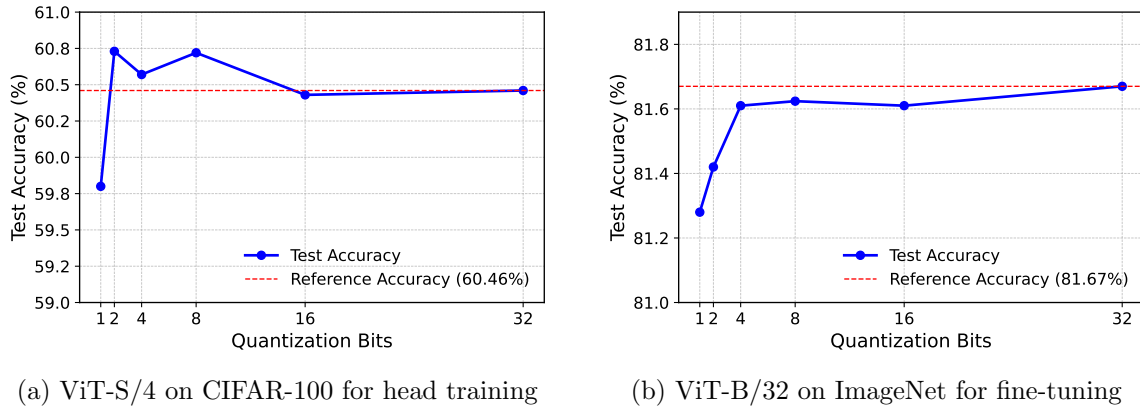 61.0
60.8
60.5
60.2
60.0
59.8
59.5
59.2
59.0
Test Accuracy (%)
Test Accuracy
Reference Accuracy (60.46%)
1 2 4 8 16 32
Quantization Bits
(a) ViT-S/4 on CIFAR-100 for head training
81.8
81.6
81.4
81.2
81.0
Test Accuracy (%)
Test Accuracy
Reference Accuracy (81.67%)
1 2 4 8 16 32
Quantization Bits
(b) ViT-B/32 on ImageNet for fine-tuning